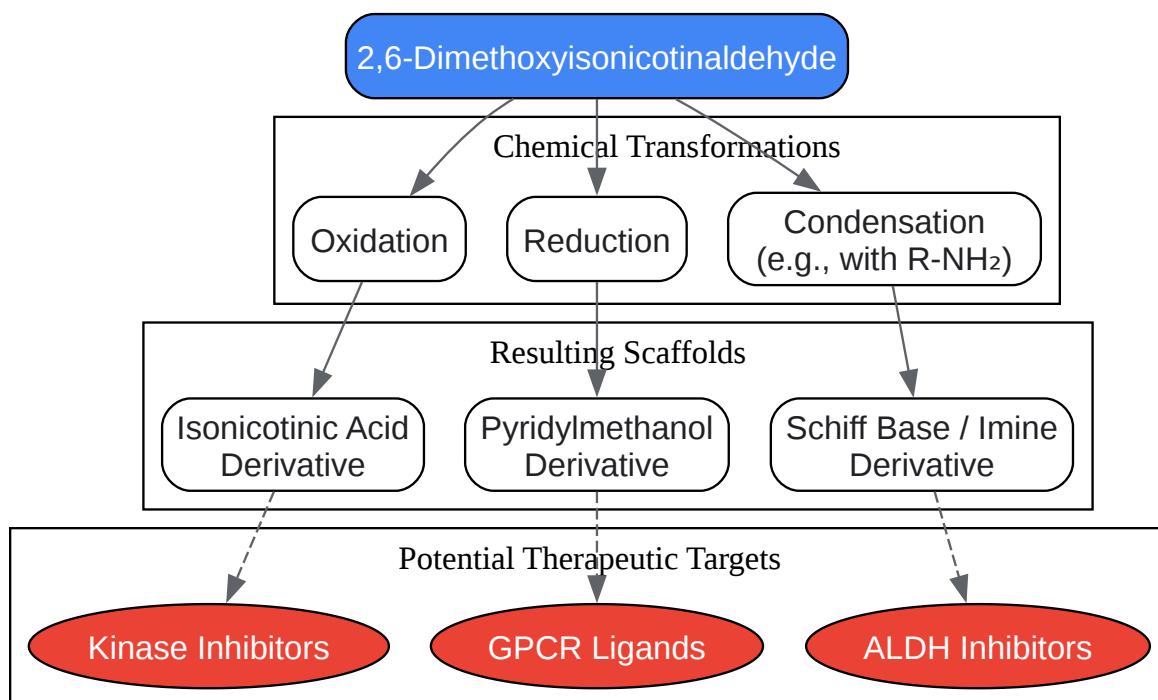 2,6-Dimethoxyisonicotinaldehyde
Chemical Transformations
Oxidation
Reduction
Condensation
(e.g., with R-NH₂)
Resulting Scaffolds
Isonicotinic Acid
Derivative
Pyridylmethanol
Derivative
Schiff Base / Imine
Derivative
Potential Therapeutic Targets
Kinase Inhibitors
GPCR Ligands
ALDH Inhibitors